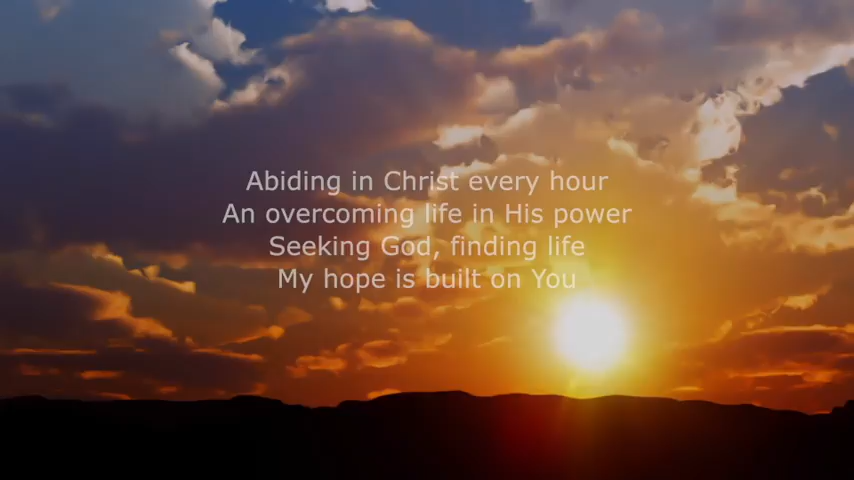 Abiding in Christ every hour
An overcoming life in His power
Seeking God, finding life
My hope is built on You